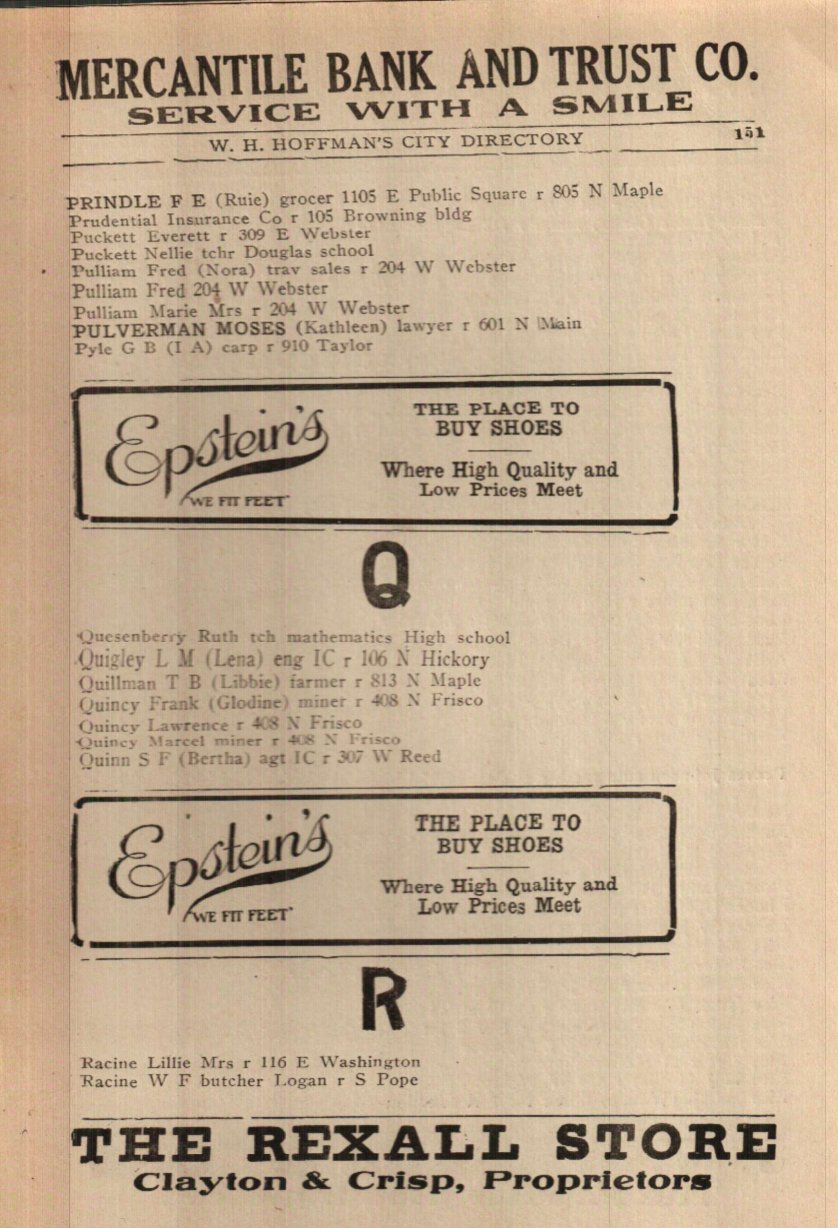 MERCANTILE BANK AND TRUST CO.
SERVICE WITH A SMILE
W. H. HOFFMAN'S CITY DIRECTORY 151
PRINDLE F E (Ruie) grocer 1105 E Public Square r 805 N Maple
Prudential Insurance Co r 105 Browning bldg
Puckett Everett r 309 E Webster
Puckett Nellie tchr Douglas school
Pulliam Fred (Nora) trav sales r 204 W Webster
Pulliam Fred 204 W Webster
Pulliam Marie Mrs r 204 W Webster
PULVERMAN MOSES (Kathleen) lawyer r 601 N Main
Pyle G B (I A) carp r 910 Taylor
Epstein's
"WE FIT FEET"
THE PLACE TO
BUY SHOES
Where High Quality and
Low Prices Meet
Q
Quesenberry Ruth tch mathematics High school
Quigley L M (Lena) eng IC r 106 N Hickory
Quillman T B (Libbie) farmer r 813 N Maple
Quincy Frank (Glodine) miner r 408 N Frisco
Quincy Lawrence r 408 N Frisco
Quincy Marcel miner r 408 N Frisco
Quinn S F (Bertha) agt IC r 307 W Reed
Epstein's
"WE FIT FEET"
THE PLACE TO
BUY SHOES
Where High Quality and
Low Prices Meet
R
Racine Lillie Mrs r 116 E Washington
Racine W F butcher Logan r S Pope
THE REXALL STORE
Clayton & Crisp, Proprietors